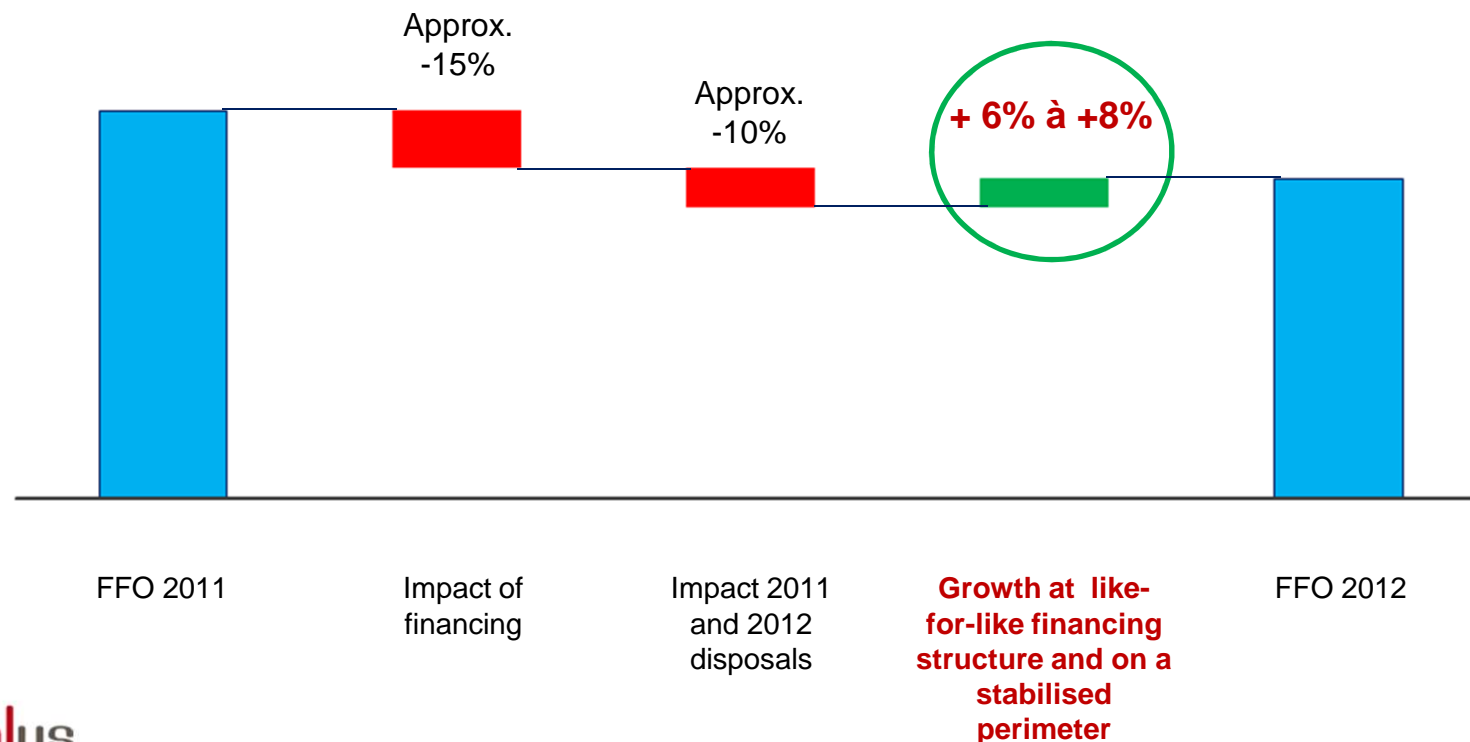 Approx.
-15%
Approx.
-10%
+ 6% à +8%
FFO 2011
Impact of
financing
Impact 2011
and 2012
disposals
Growth at like-
for-like financing
structure and on a
stabilised
perimeter
FFO 2012